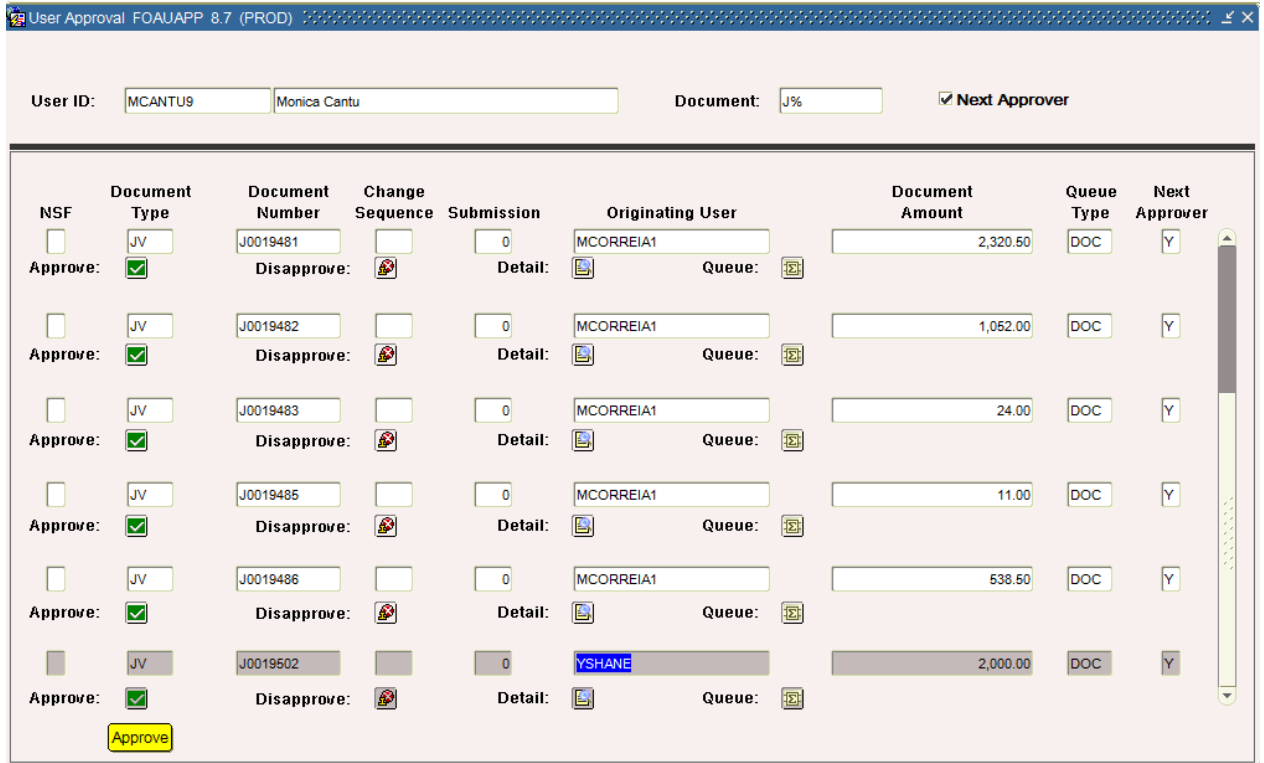 User Approval FOAUAPP 8.7 (PROD)
User ID: MCANTU9 Monica Cantu Document: J% Next Approver
Document Document Change Document Queue Next
NSF Type Number Sequence Submission Originating User Amount Type Approver
JV J0019481 0 MCORREIA1 2,320.50 DOC Y
Approve: Disapprove: Detail: Queue:
JV J0019482 0 MCORREIA1 1,052.00 DOC Y
Approve: Disapprove: Detail: Queue:
JV J0019483 0 MCORREIA1 24.00 DOC Y
Approve: Disapprove: Detail: Queue:
JV J0019485 0 MCORREIA1 11.00 DOC Y
Approve: Disapprove: Detail: Queue:
JV J0019486 0 MCORREIA1 538.50 DOC Y
Approve: Disapprove: Detail: Queue:
JV J0019502 0 YSHANE 2,000.00 DOC Y
Approve: Disapprove: Detail: Queue:
Approve